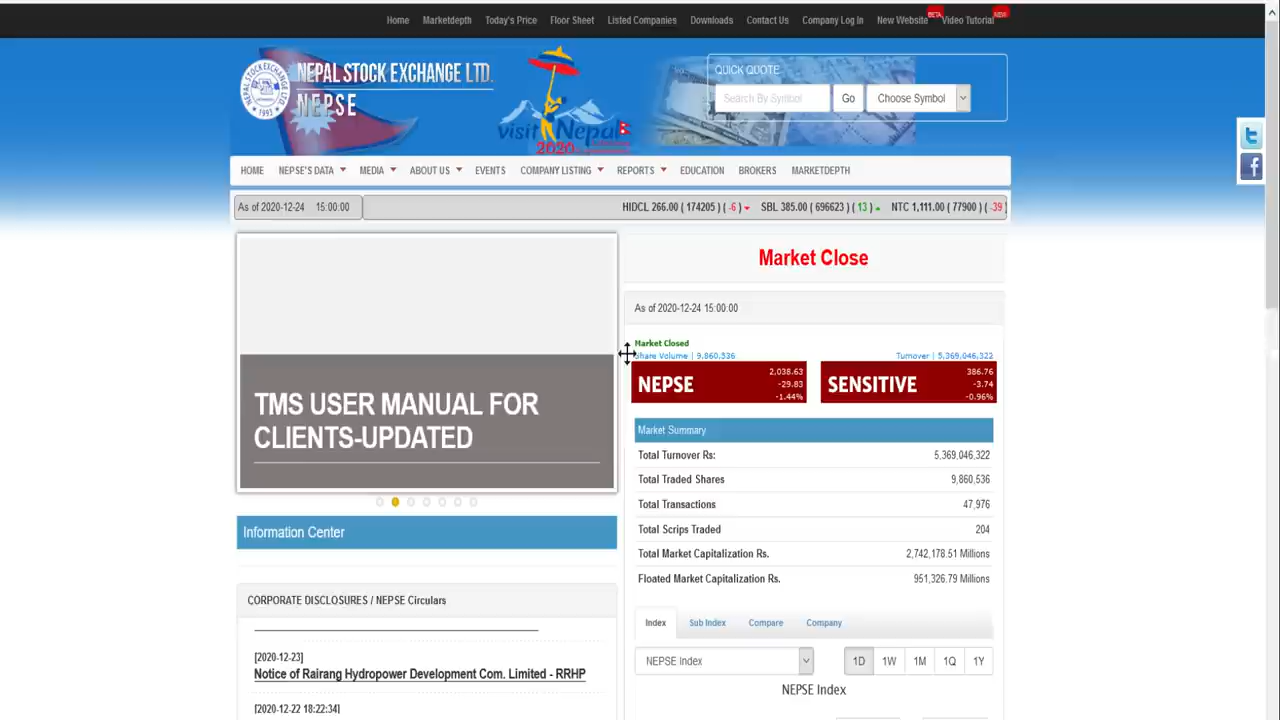 Home Marketdepth Today's Price Floor Sheet Listed Companies Downloads Contact Us Company Log In New Website BETA Video Tutorial NEW
NEPAL STOCK EXCHANGE LTD.
NEPSE
1993
visit Nepal
2020
QUICK QUOTE
Search By Symbol Go Choose Symbol
HOME NEPSE'S DATA MEDIA ABOUT US EVENTS COMPANY LISTING REPORTS EDUCATION BROKERS MARKETDEPTH
As of 2020-12-24 15:00:00 HIDCL 266.00 ( 174205 ) ( -6 ) SBL 385.00 ( 696623 ) ( 13 ) NTC 1,111.00 ( 77900 ) ( -39
TMS USER MANUAL FOR
CLIENTS-UPDATED
Information Center
CORPORATE DISCLOSURES / NEPSE Circulars
[2020-12-23]
Notice of Rairang Hydropower Development Com. Limited - RRHP
[2020-12-22 18:22:34]
Market Close
As of 2020-12-24 15:00:00
Market Closed
Share Volume | 9,860,536 Turnover | 5,369,046,322
NEPSE 2,038.63 -29.83 -1.44%
SENSITIVE 386.76 -3.74 -0.96%
Market Summary
Total Turnover Rs: 5,369,046,322
Total Traded Shares 9,860,536
Total Transactions 47,976
Total Scrips Traded 204
Total Market Capitalization Rs. 2,742,178.51 Millions
Floated Market Capitalization Rs. 951,326.79 Millions
Index Sub Index Compare Company
NEPSE Index 1D 1W 1M 1Q 1Y
NEPSE Index